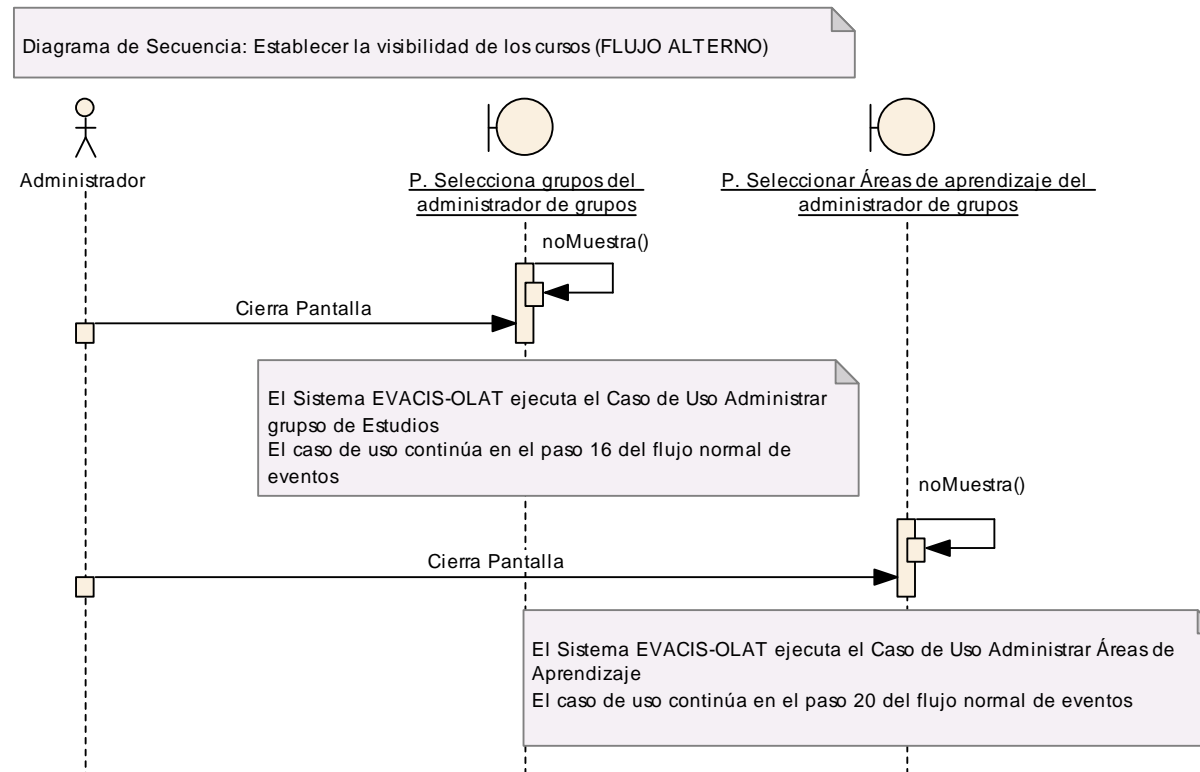 Diagrama de Secuencia: Establecer la visibilidad de los cursos (FLUJO ALTERNO)
Administrador
P. Selecciona grupos del
administrador de grupos
P. Seleccionar Áreas de aprendizaje del
administrador de grupos
noMuestra()
Cierra Pantalla
El Sistema EVACIS-OLAT ejecuta el Caso de Uso Administrar
grupso de Estudios
El caso de uso continúa en el paso 16 del flujo normal de
eventos
noMuestra()
Cierra Pantalla
El Sistema EVACIS-OLAT ejecuta el Caso de Uso Administrar Áreas de
Aprendizaje
El caso de uso continúa en el paso 20 del flujo normal de eventos